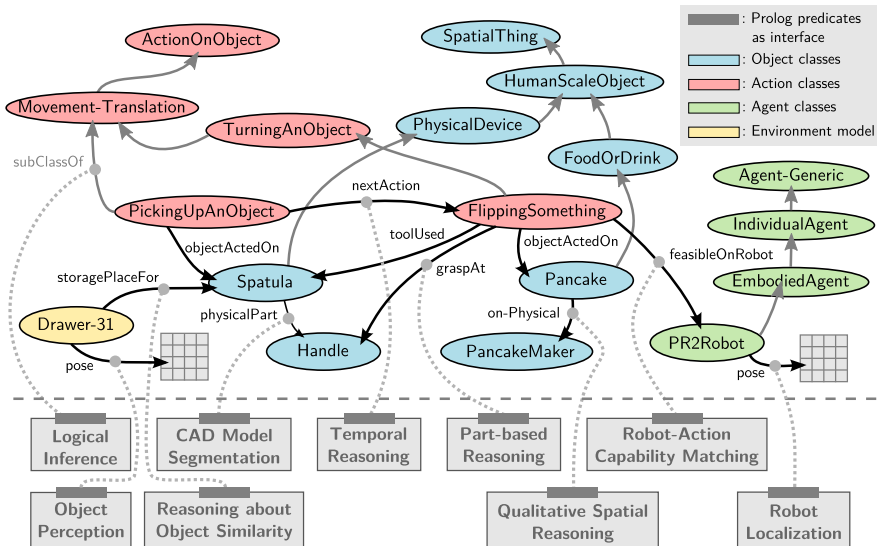 ActionOnObject
SpatialThing
: Prolog predicates
as interface
: Object classes
: Action classes
: Agent classes
: Environment model
HumanScaleObject
Movement-Translation
TurningAnObject
PhysicalDevice
FoodOrDrink
subClassOf
Agent-Generic
nextAction
PickingUpAnObject
FlippingSomething
IndividualAgent
objectActedOn
toolUsed
objectActedOn
feasibleOnRobot
storagePlaceFor
Spatula
graspAt
Pancake
EmbodiedAgent
physicalPart
on-Physical
Drawer-31
Handle
PancakeMaker
PR2Robot
pose
pose
Logical
Inference
CAD Model
Segmentation
Temporal
Reasoning
Part-based
Reasoning
Robot-Action
Capability Matching
Object
Perception
Reasoning about
Object Similarity
Qualitative Spatial
Reasoning
Robot
Localization